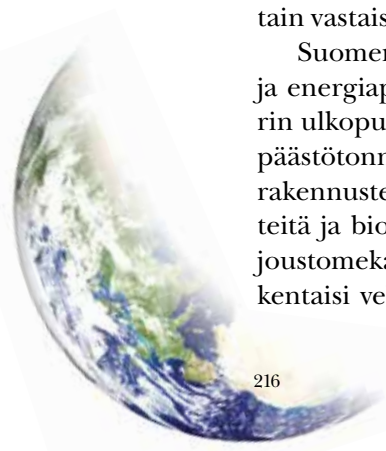 tain vastais
Suomen
ja energiap
rin ulkopu
päästötonn
rakennuste
teitä ja bio
joustomeka
kentaisi ve
216